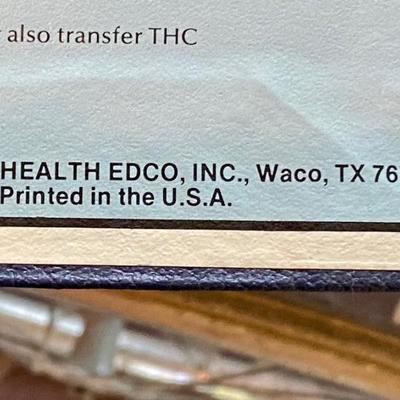 also transfer THC
HEALTH EDCO, INC., Waco, TX 76
Printed in the U.S.A.